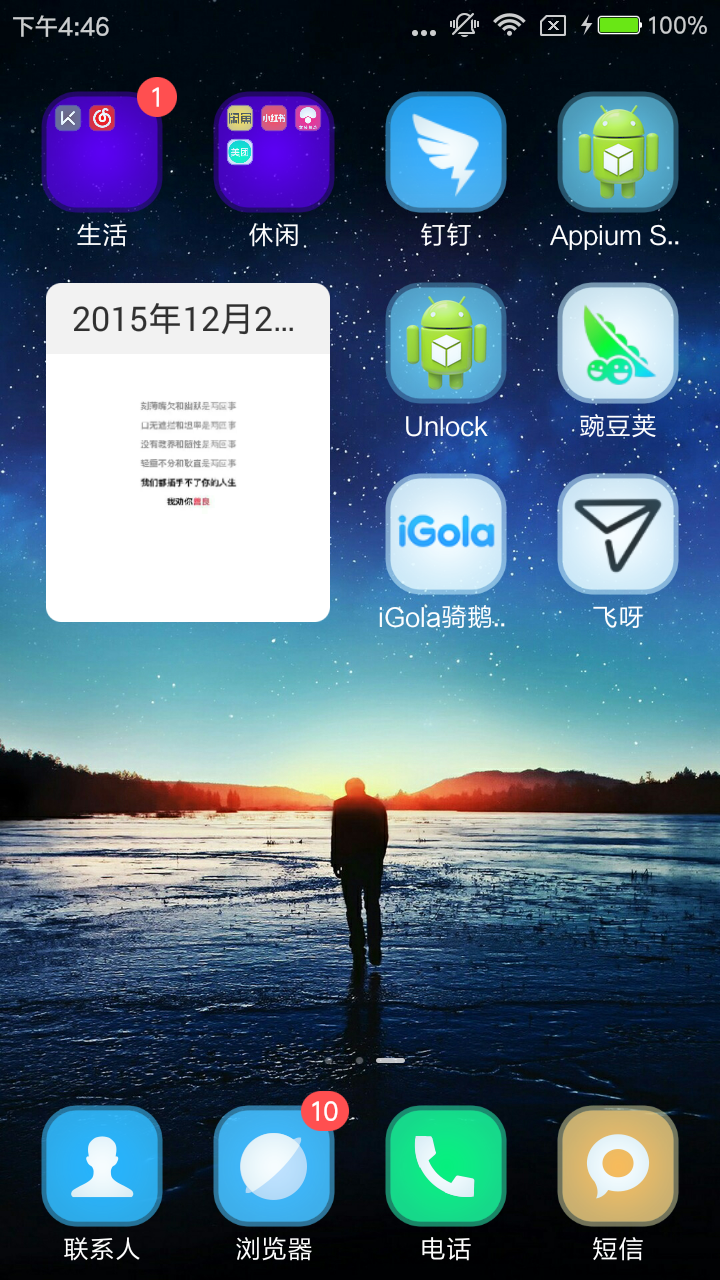 下午4:46
100%
1
闲鱼
小红书
美团
生活
休闲
钉钉
Appium S..
2015年12月2...
刻薄嘴欠和幽默是两回事
口无遮拦和坦率是两回事
没有教养和随性是两回事
轻重不分和耿直是两回事
我们都插手不了你的人生
我劝你善良
Unlock
豌豆荚
iGola
iGola骑鹅..
飞呀
10
联系人
浏览器
电话
短信